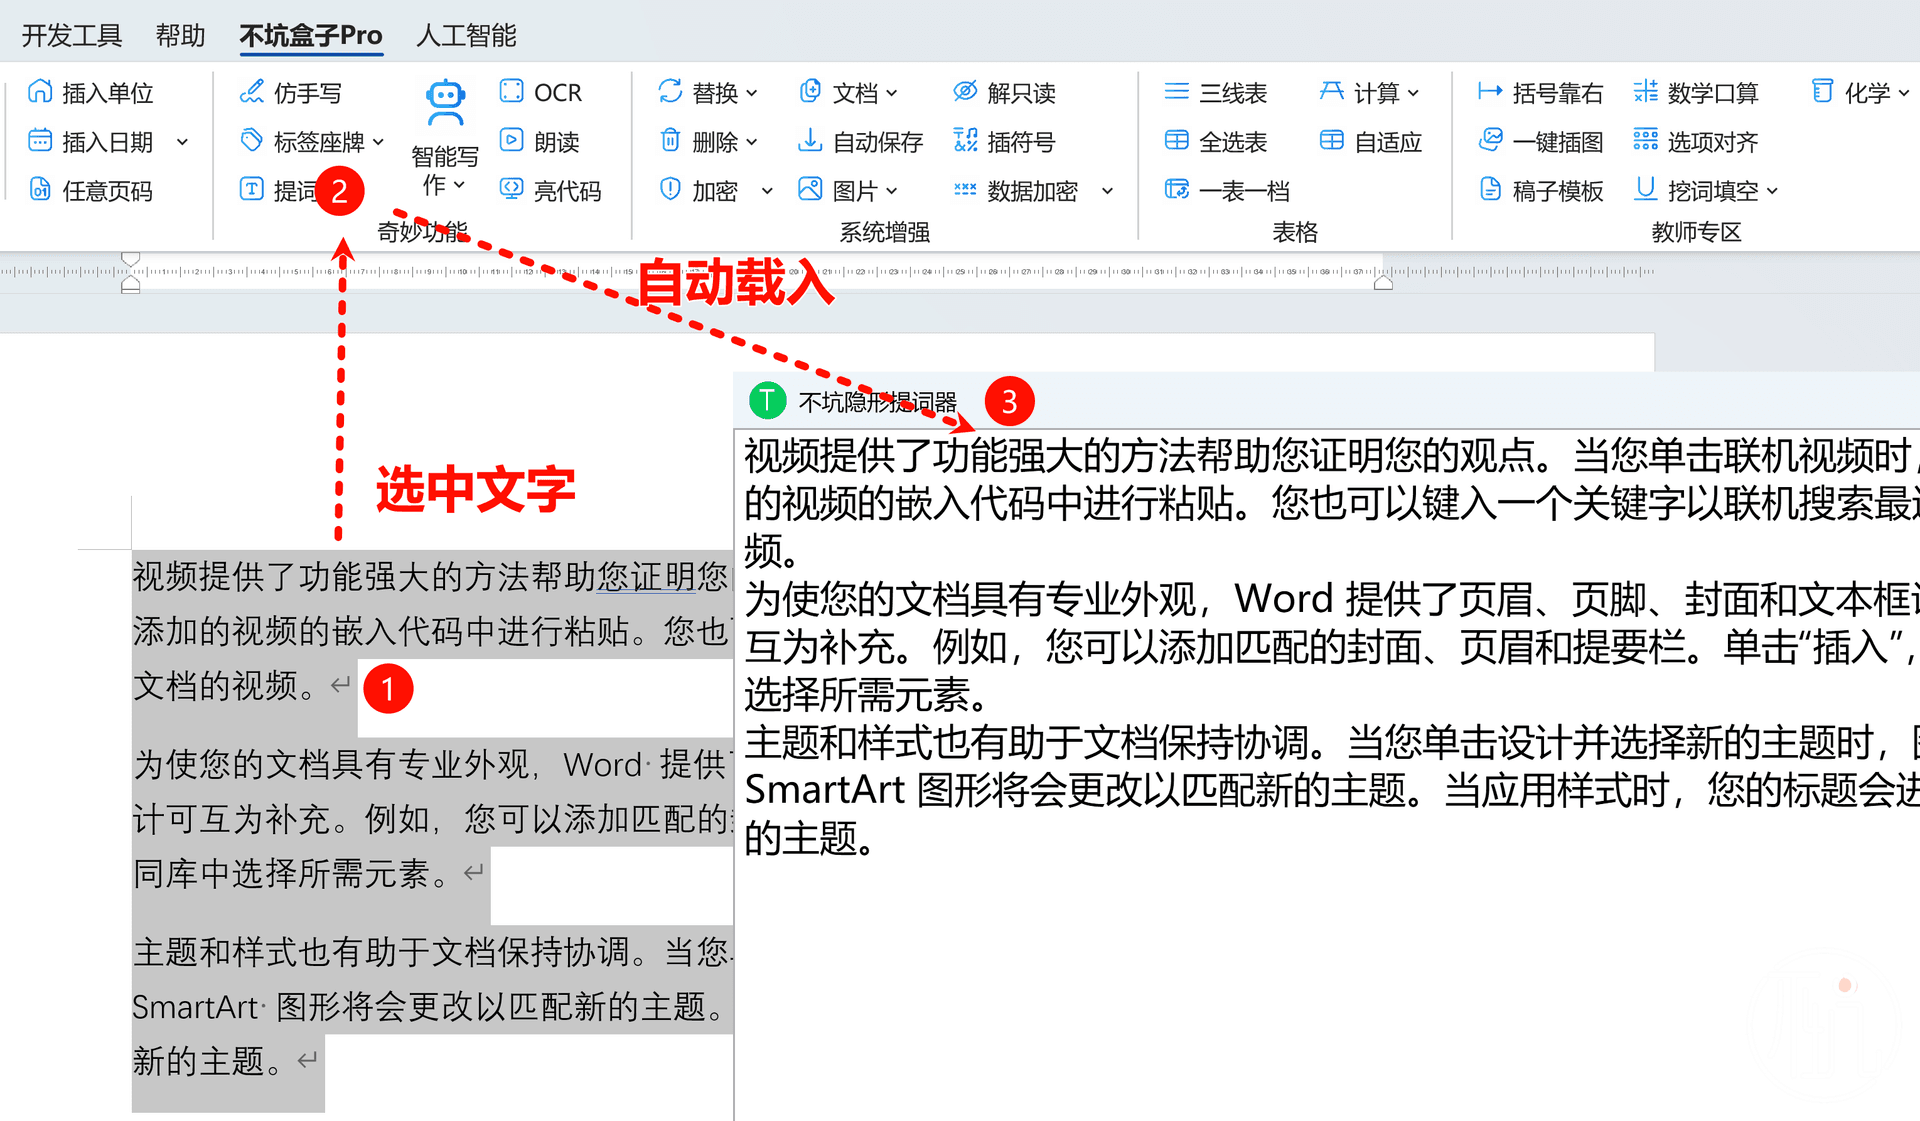 开发工具 帮助 不坑盒子Pro 人工智能
插入单位 仿手写 OCR 替换 文档 解只读 三线表 计算 括号靠右 数学口算 化学
插入日期 标签座牌 朗读 删除 自动保存 插符号 全选表 自适应 一键插图 选项对齐
智能写作
任意页码 提词 2 亮代码 加密 图片 数据加密 一表一档 稿子模板 挖词填空
奇妙功能 系统增强 表格 教师专区
自动载入
T 不坑隐形提词器 3
选中文字
视频提供了功能强大的方法帮助您证明您
添加的视频的嵌入代码中进行粘贴。您也
文档的视频。 1
为使您的文档具有专业外观，Word 提供
计可互为补充。例如，您可以添加匹配的
同库中选择所需元素。
主题和样式也有助于文档保持协调。当您
SmartArt 图形将会更改以匹配新的主题。
新的主题。
视频提供了功能强大的方法帮助您证明您的观点。当您单击联机视频时，
的视频的嵌入代码中进行粘贴。您也可以键入一个关键字以联机搜索最
频。
为使您的文档具有专业外观，Word 提供了页眉、页脚、封面和文本框
互为补充。例如，您可以添加匹配的封面、页眉和提要栏。单击“插入”，
选择所需元素。
主题和样式也有助于文档保持协调。当您单击设计并选择新的主题时，
SmartArt 图形将会更改以匹配新的主题。当应用样式时，您的标题会进
的主题。